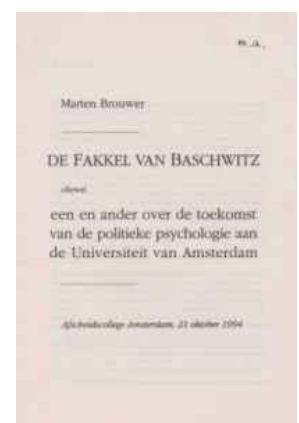 Marten Brouwer
DE FAKKEL VAN BASCHWITZ
ofwel
een en ander over de toekomst
van de politieke psychologie aan
de Universiteit van Amsterdam
Afscheidscollege Amsterdam, 21 oktober 1994